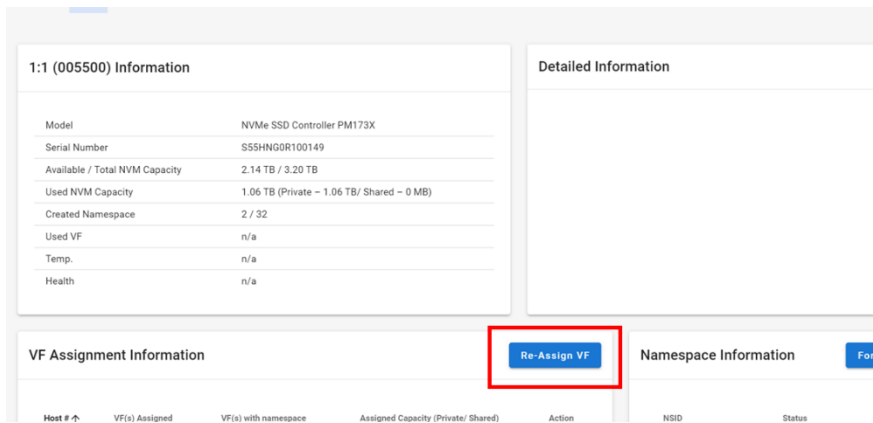 1:1 (005500) Information
Model NVMe SSD Controller PM173X
Serial Number S55HNG0R100149
Available / Total NVM Capacity 2.14 TB / 3.20 TB
Used NVM Capacity 1.06 TB (Private – 1.06 TB/ Shared – 0 MB)
Created Namespace 2 / 32
Used VF n/a
Temp. n/a
Health n/a
Detailed Information
VF Assignment Information
Re-Assign VF
Host # ↑ VF(s) Assigned VF(s) with namespace Assigned Capacity (Private/ Shared) Action
Namespace Information
For
NSID Status